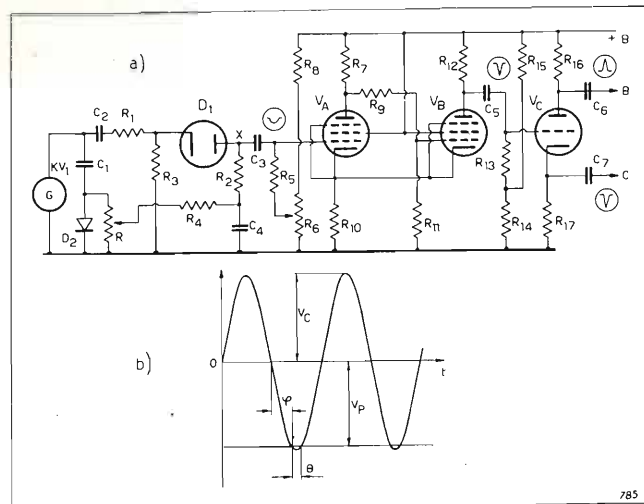 a)
+ B
R8
R7
R12
R15
R16
D1
VA
R9
VB
C5
VC
C6
B
C2
R1
X
C3
KV1
C1
R3
R2
R5
R13
G
C7
C
D2
R
R4
C4
R6
R10
R11
R14
R17
b)
VC
O
t
φ
VP
θ
785